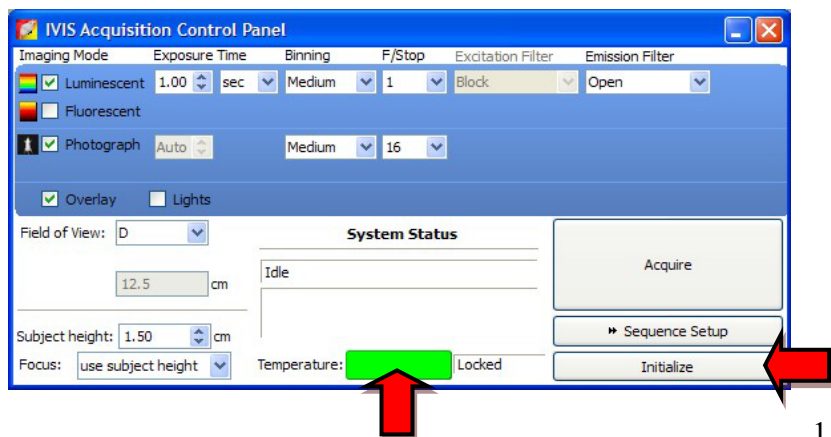 IVIS Acquisition Control Panel
Imaging Mode Exposure Time Binning F/Stop Excitation Filter Emission Filter
Luminescent 1.00 sec Medium 1 Block Open
Fluorescent
Photograph Auto Medium 16
Overlay Lights
Field of View: D
12.5 cm
System Status
Idle
Acquire
Subject height: 1.50 cm
Sequence Setup
Focus: use subject height Temperature: Locked Initialize
1